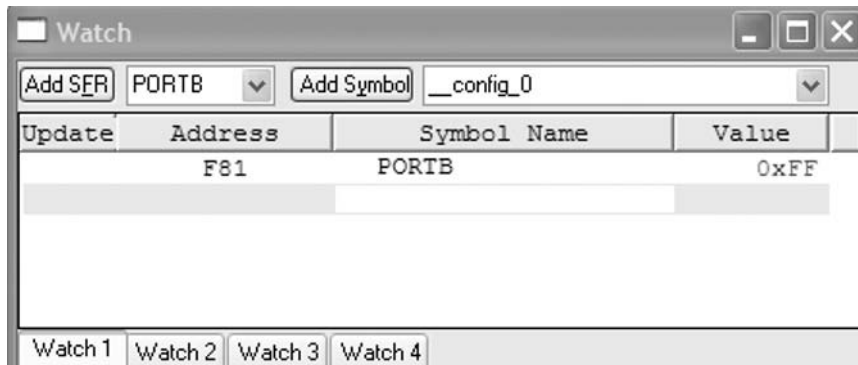 Watch
Add SFR PORTB Add Symbol __config_0
Update Address Symbol Name Value
F81 PORTB 0xFF
Watch 1 Watch 2 Watch 3 Watch 4